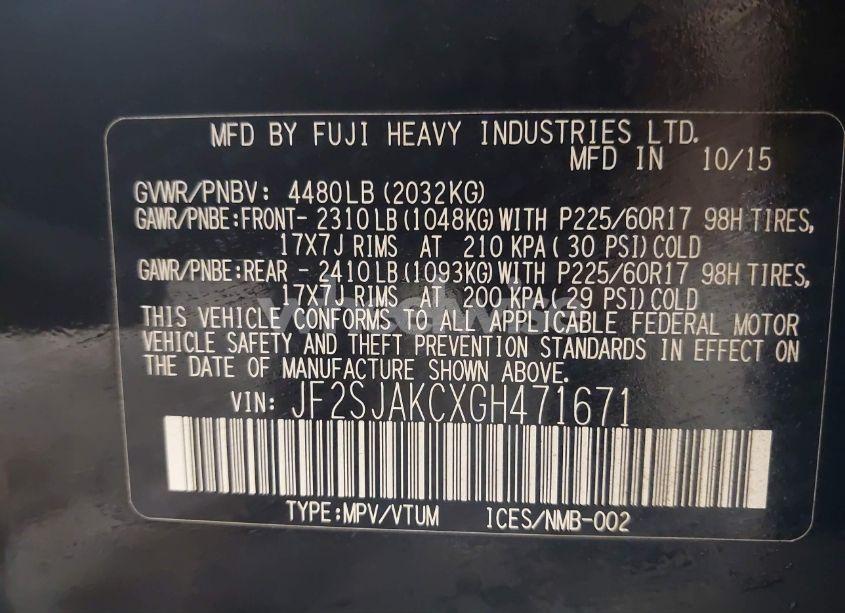 MFD BY FUJI HEAVY INDUSTRIES LTD.
MFD IN 10/15
GVWR/PNBV: 4480LB (2032KG)
GAWR/PNBE:FRONT- 2310LB(1048KG)WITH P225/60R17 98H TIRES,
17X7J RIMS AT 210 KPA ( 30 PSI) COLD
GAWR/PNBE:REAR - 2410LB(1093KG)WITH P225/60R17 98H TIRES,
17X7J RIMS AT 200 KPA (29 PSI) COLD
THIS VEHICLE CONFORMS TO ALL APPLICABLE FEDERAL MOTOR
VEHICLE SAFETY AND THEFT PREVENTION STANDARDS IN EFFECT ON
THE DATE OF MANUFACTURE SHOWN ABOVE.
VIN: JF2SJAKCXGH471671
TYPE:MPV/VTUM ICES/NMB-002